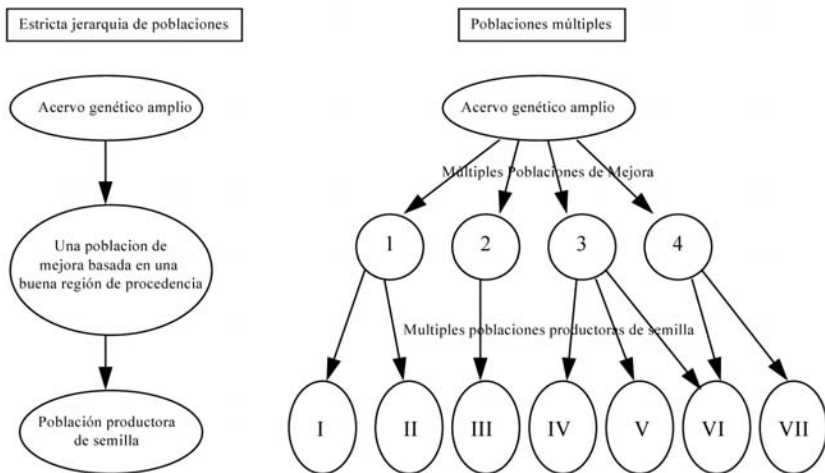 Estricta jerarquia de poblaciones
Poblaciones múltiples
Acervo genético amplio
Acervo genético amplio
Múltiples Poblaciones de Mejora
Una poblacion de
mejora basada en una
buena región de procedencia
1
2
3
4
Multiples poblaciones productoras de semilla
Población productora
de semilla
I
II
III
IV
V
VI
VII